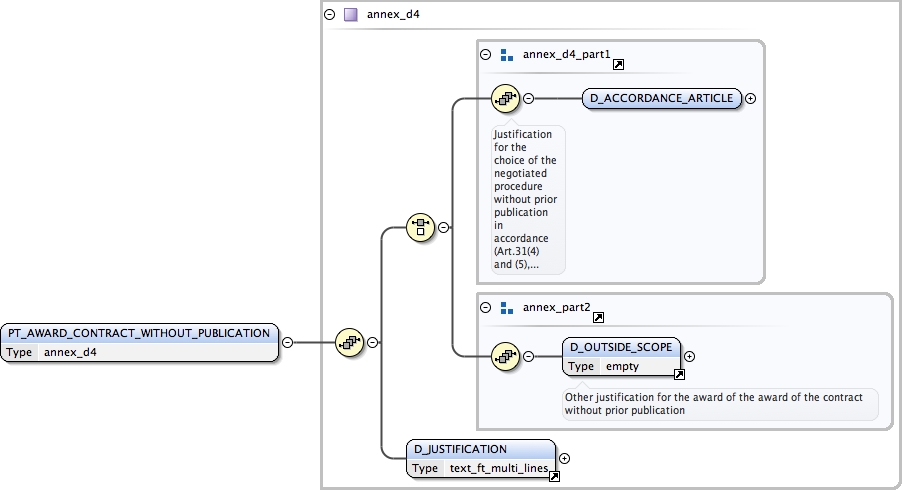 annex_d4
annex_d4_part1
D_ACCORDANCE_ARTICLE
Justification
for the
choice of the
negotiated
procedure
without prior
publication
in
accordance
(Art.31(4)
and (5),...
annex_part2
PT_AWARD_CONTRACT_WITHOUT_PUBLICATION
Type annex_d4
D_OUTSIDE_SCOPE
Type empty
Other justification for the award of the award of the contract
without prior publication
D_JUSTIFICATION
Type text_ft_multi_lines